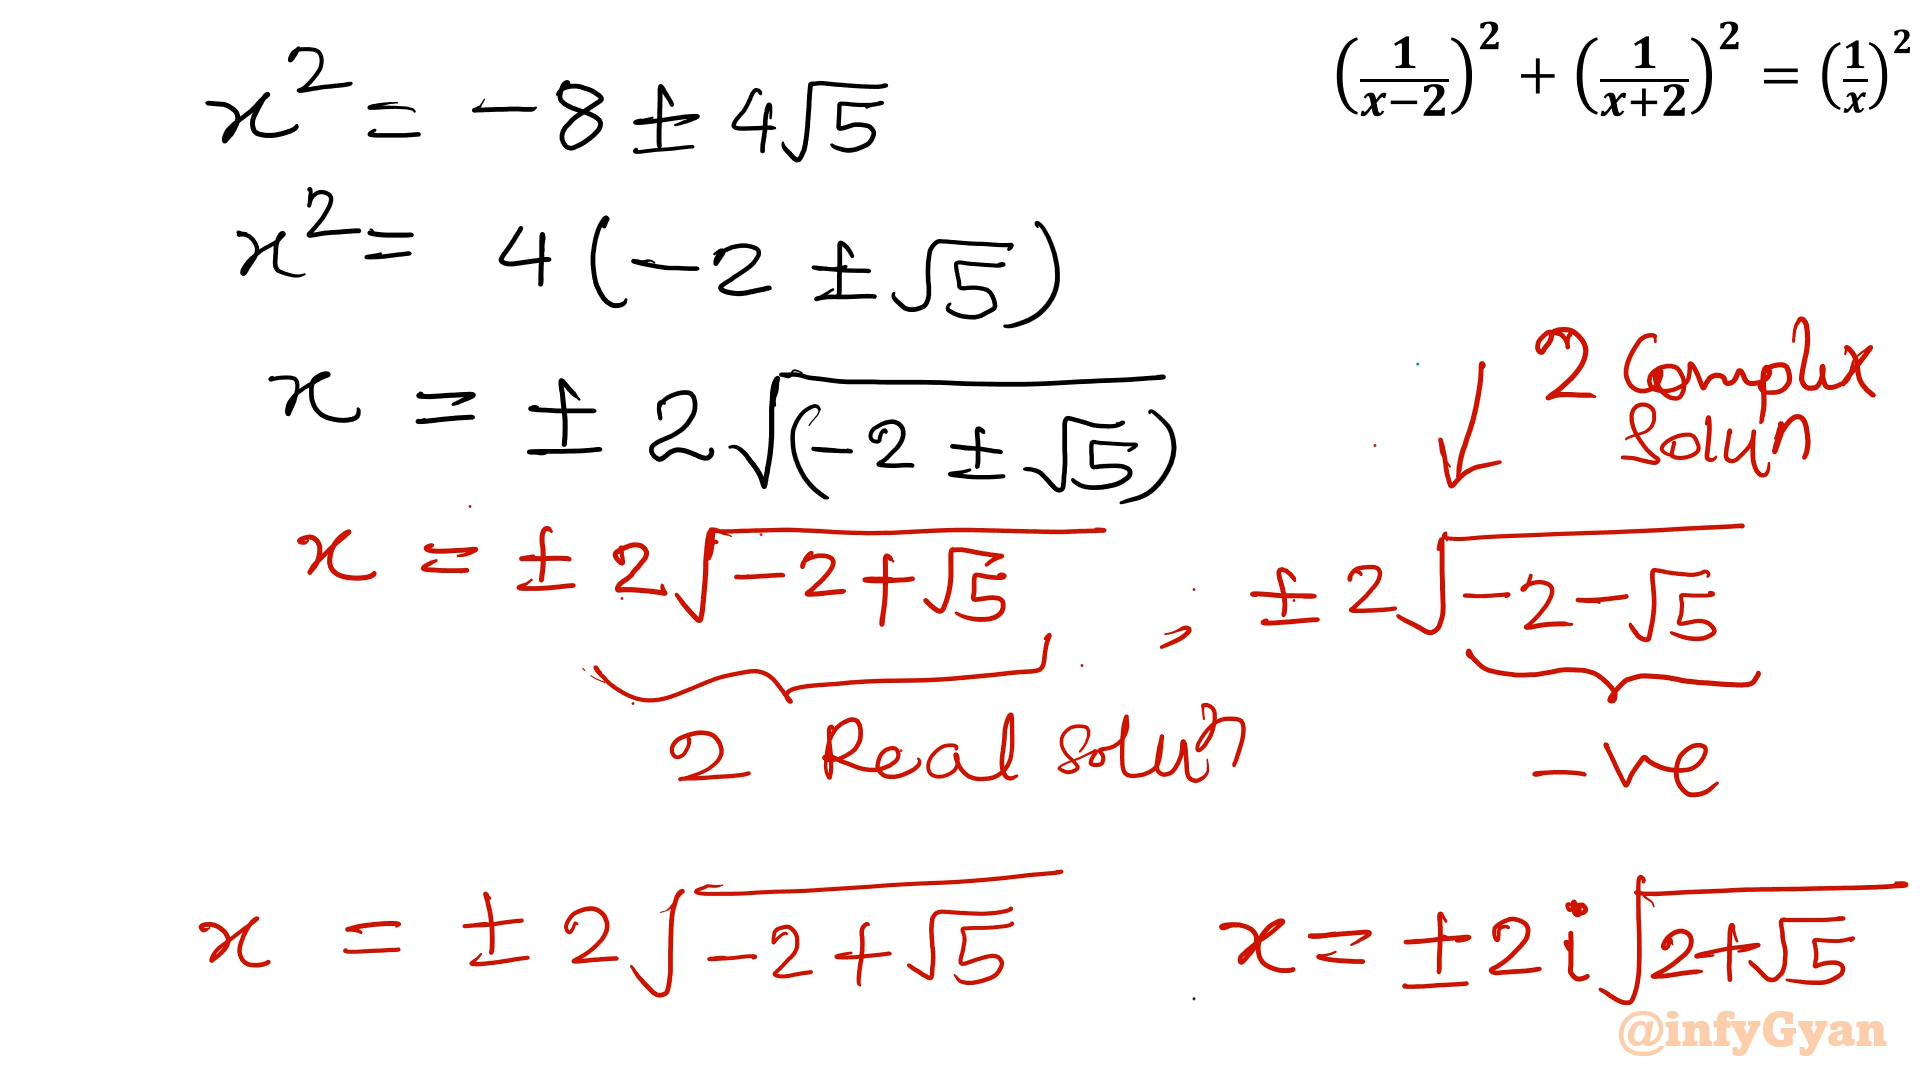 (1/(x−2))² + (1/(x+2))² = (1/x)²
x² = −8 ± 4√5
x² = 4(−2 ± √5)
x = ± 2√(−2 ± √5)
2 Complex
Solun
x = ± 2√(−2+√5) , ± 2√(−2−√5)
2 Real Solun
−ve
x = ± 2√(−2+√5) x = ± 2i√(2+√5)
@infyGyan